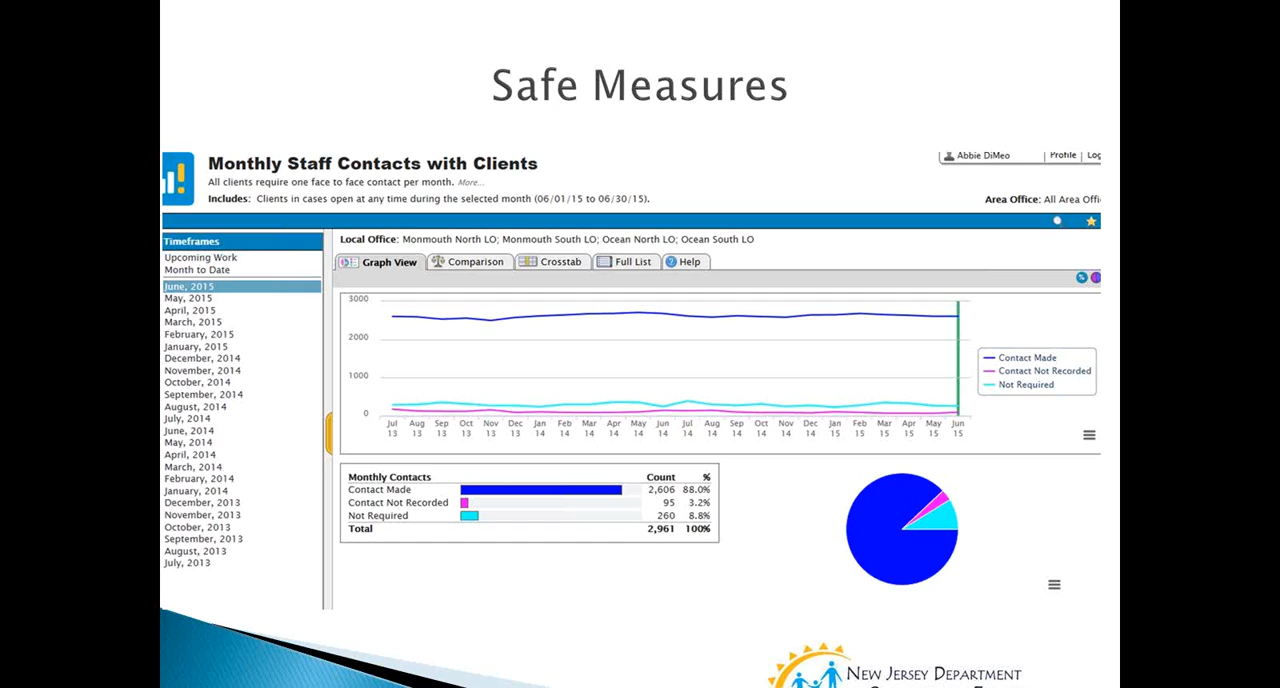 Safe Measures
Monthly Staff Contacts with Clients
Abbie DiMeo
Profile
All clients require one face to face contact per month. More...
Includes: Clients in cases open at any time during the selected month (06/01/15 to 06/30/15).
Area Office: All Area
Timeframes
Upcoming Work
Month to Date
June, 2015
May, 2015
April, 2015
March, 2015
February, 2015
January, 2015
December, 2014
November, 2014
October, 2014
September, 2014
August, 2014
July, 2014
June, 2014
May, 2014
April, 2014
March, 2014
February, 2014
January, 2014
December, 2013
November, 2013
October, 2013
September, 2013
August, 2013
July, 2013
Local Office: Monmouth North LO; Monmouth South LO; Ocean North LO; Ocean South LO
Graph View Comparison Crosstab Full List Help
3000
2000
1000
0
Jul Aug Sep Oct Nov Dec Jan Feb Mar Apr May Jun Jul Aug Sep Oct Nov Dec Jan Feb Mar Apr May Jun
13 13 13 13 13 13 14 14 14 14 14 14 14 14 14 14 14 14 15 15 15 15 15 15
Contact Made
Contact Not Recorded
Not Required
Monthly Contacts Count %
Contact Made 2,606 88.0%
Contact Not Recorded 95 3.2%
Not Required 260 8.8%
Total 2,961 100%
New Jersey Department